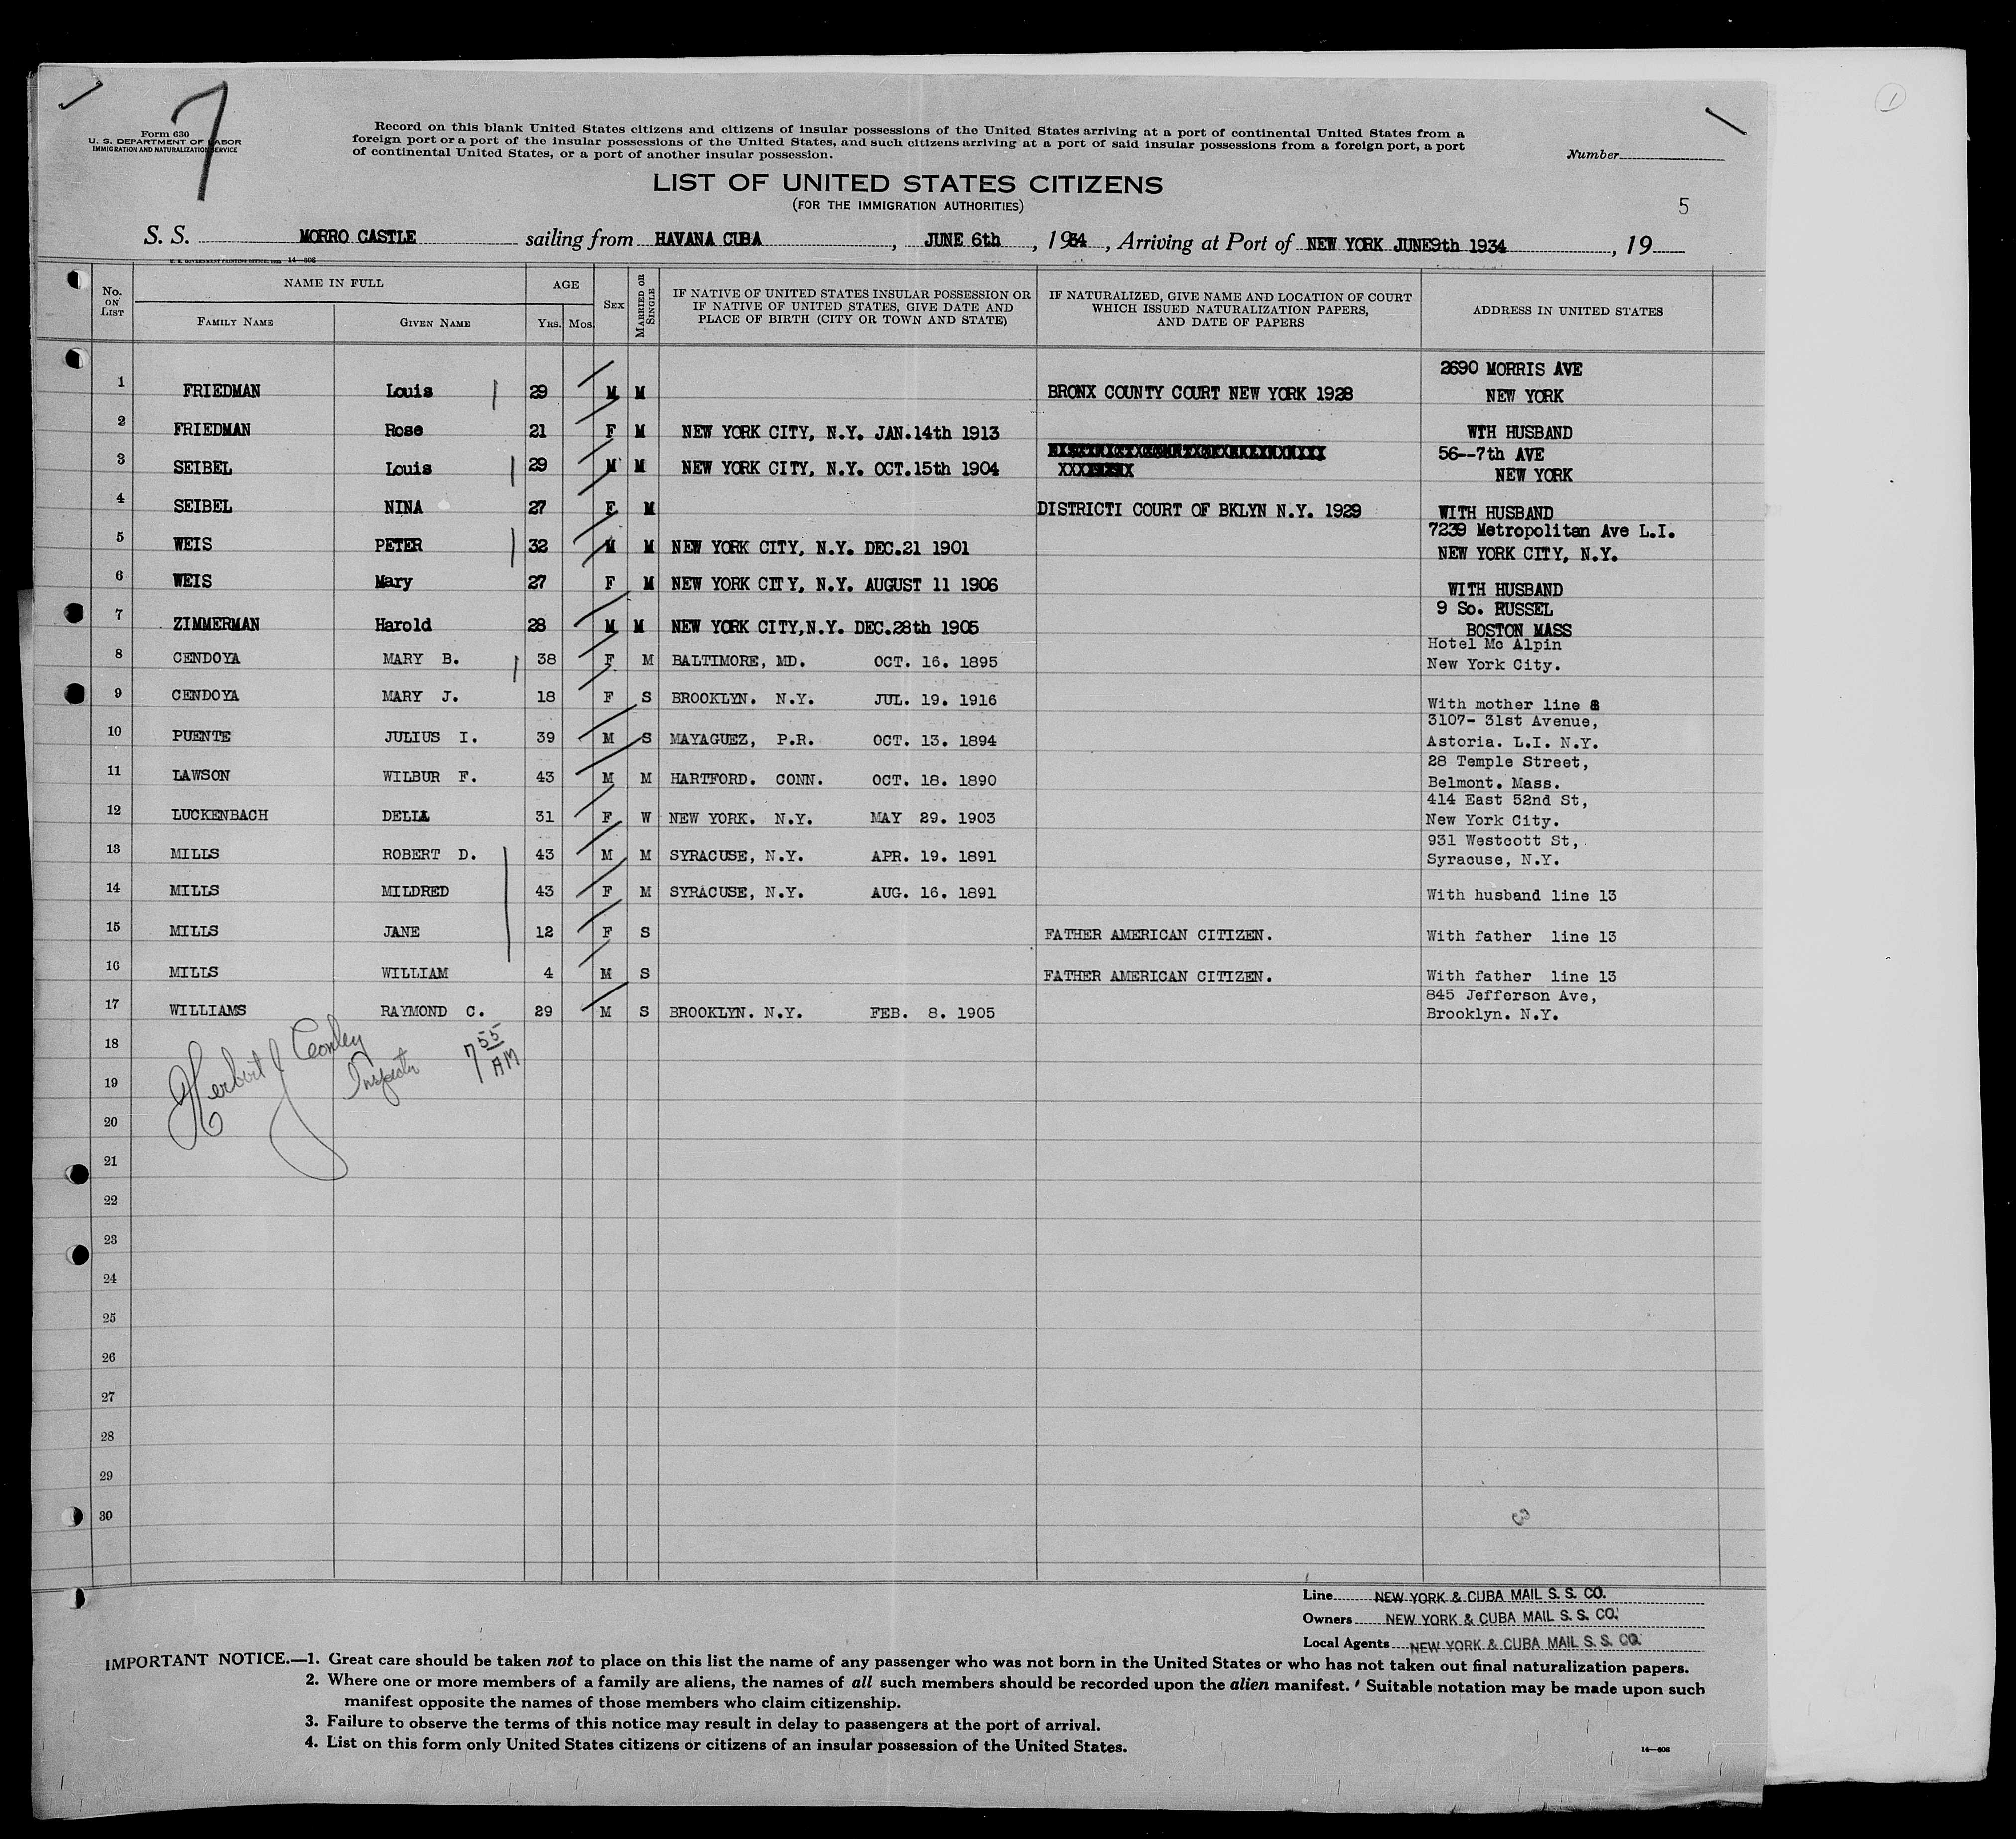 7
Form 630
U. S. DEPARTMENT OF LABOR
IMMIGRATION AND NATURALIZATION SERVICE
Record on this blank United States citizens and citizens of insular possessions of the United States arriving at a port of continental United States from a
foreign port or a port of the insular possessions of the United States, and such citizens arriving at a port of said insular possessions from a foreign port, a port
of continental United States, or a port of another insular possession.
Number
1
LIST OF UNITED STATES CITIZENS
(FOR THE IMMIGRATION AUTHORITIES)
5
S. S. MORRO CASTLE sailing from HAVANA CUBA , JUNE 6th , 1934 , Arriving at Port of NEW YORK JUNE9th 1934 , 19
U. S. GOVERNMENT PRINTING OFFICE: 1933 14—608
No. ON LIST NAME IN FULL AGE SEX MARRIED OR SINGLE IF NATIVE OF UNITED STATES INSULAR POSSESSION OR IF NATIVE OF UNITED STATES, GIVE DATE AND PLACE OF BIRTH (CITY OR TOWN AND STATE) IF NATURALIZED, GIVE NAME AND LOCATION OF COURT WHICH ISSUED NATURALIZATION PAPERS, AND DATE OF PAPERS ADDRESS IN UNITED STATES
FAMILY NAME GIVEN NAME YRS. MOS.
2690 MORRIS AVE
1 FRIEDMAN Louis 29 M M BRONX COUNTY COURT NEW YORK 1928 NEW YORK
2 FRIEDMAN Rose 21 F M NEW YORK CITY, N.Y. JAN.14th 1913 WTH HUSBAND
56--7th AVE
3 SEIBEL Louis 29 M M NEW YORK CITY, N.Y. OCT.15th 1904 NEW YORK
4 SEIBEL NINA 27 F M DISTRICTI COURT OF BKLYN N.Y. 1929 WITH HUSBAND
7239 Metropolitan Ave L.I.
5 WEIS PETER 32 M M NEW YORK CITY, N.Y. DEC.21 1901 NEW YORK CITY, N.Y.
6 WEIS Mary 27 F M NEW YORK CITY, N.Y. AUGUST 11 1906 WITH HUSBAND
9 So. RUSSEL
7 ZIMMERMAN Harold 28 M M NEW YORK CITY,N.Y. DEC.28th 1905 BOSTON MASS
Hotel Mc Alpin
8 CENDOYA MARY B. 38 F M BALTIMORE, MD. OCT. 16. 1895 New York City.
9 CENDOYA MARY J. 18 F S BROOKLYN. N.Y. JUL. 19. 1916 With mother line 8
3107- 31st Avenue,
10 PUENTE JULIUS I. 39 M S MAYAGUEZ, P.R. OCT. 13. 1894 Astoria. L.I. N.Y.
28 Temple Street,
11 LAWSON WILBUR F. 43 M M HARTFORD. CONN. OCT. 18. 1890 Belmont. Mass.
414 East 52nd St,
12 LUCKENBACH DELLA 31 F W NEW YORK. N.Y. MAY 29. 1903 New York City.
931 Westcott St,
13 MILLS ROBERT D. 43 M M SYRACUSE, N.Y. APR. 19. 1891 Syracuse, N.Y.
14 MILLS MILDRED 43 F M SYRACUSE, N.Y. AUG. 16. 1891 With husband line 13
15 MILLS JANE 12 F S FATHER AMERICAN CITIZEN. With father line 13
16 MILLS WILLIAM 4 M S FATHER AMERICAN CITIZEN. With father line 13
845 Jefferson Ave,
17 WILLIAMS RAYMOND C. 29 M S BROOKLYN. N.Y. FEB. 8. 1905 Brooklyn. N.Y.
18
Herbert J Conley
Inspector
7 55 AM
19
20
21
22
23
24
25
26
27
28
29
30
3
Line NEW YORK & CUBA MAIL S. S. CO.
Owners NEW YORK & CUBA MAIL S. S. CO.
Local Agents NEW YORK & CUBA MAIL S. S. CO.
IMPORTANT NOTICE.—1. Great care should be taken not to place on this list the name of any passenger who was not born in the United States or who has not taken out final naturalization papers.
2. Where one or more members of a family are aliens, the names of all such members should be recorded upon the alien manifest. Suitable notation may be made upon such
manifest opposite the names of those members who claim citizenship.
3. Failure to observe the terms of this notice may result in delay to passengers at the port of arrival.
4. List on this form only United States citizens or citizens of an insular possession of the United States.
14—608